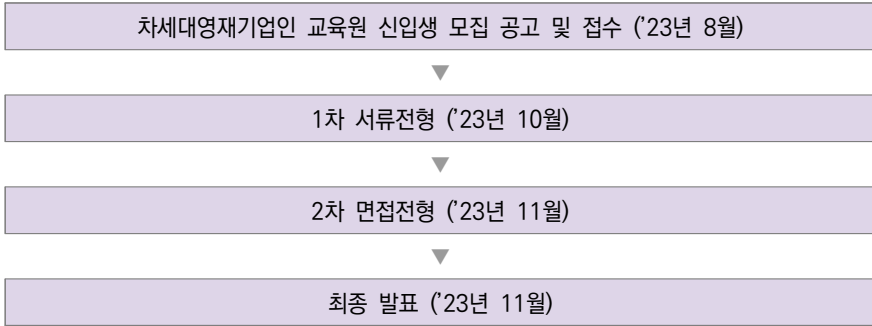 차세대영재기업인 교육원 신입생 모집 공고 및 접수 (’23년 8월)
1차 서류전형 (’23년 10월)
2차 면접전형 (’23년 11월)
최종 발표 (’23년 11월)